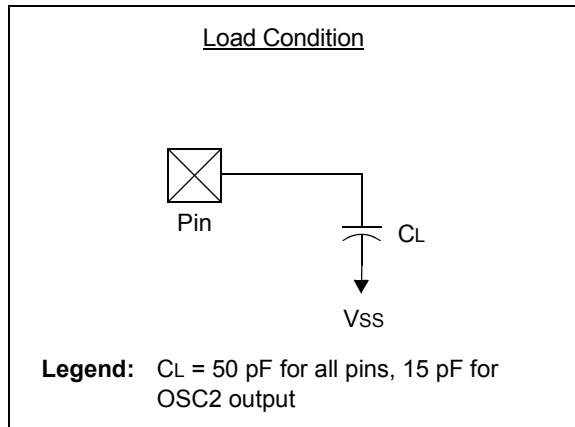 Load Condition
Pin
CL
VSS
Legend: CL = 50 pF for all pins, 15 pF for
OSC2 output